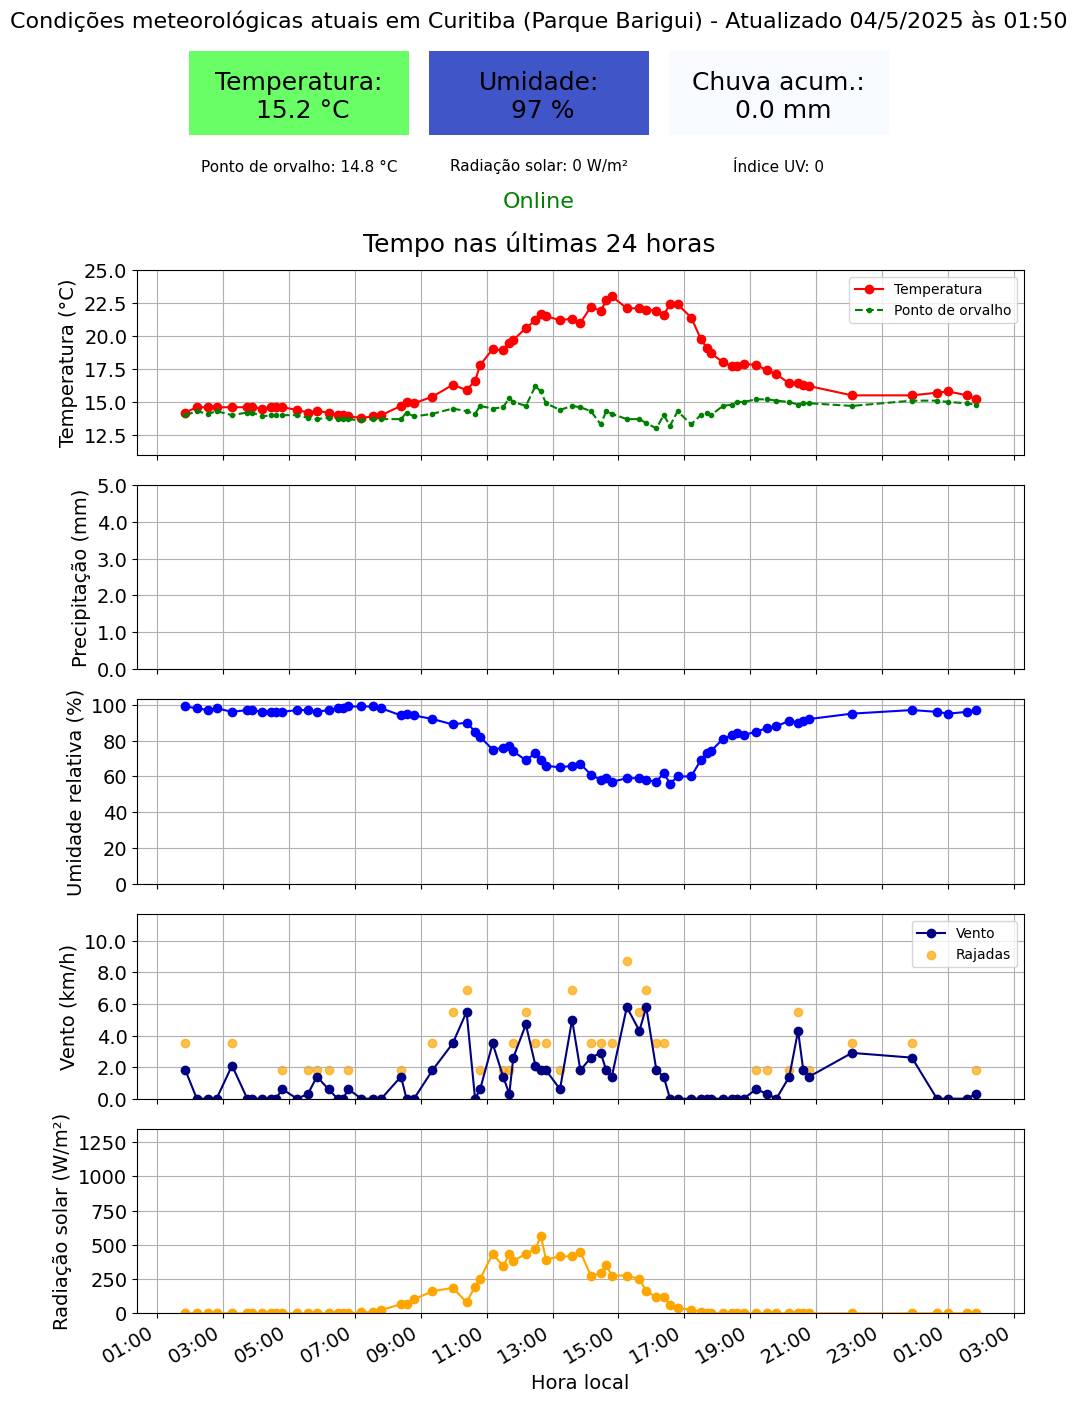 Condições meteorológicas atuais em Curitiba (Parque Barigui) - Atualizado 04/5/2025 às 01:50
Temperatura:
15.2 °C
Umidade:
97 %
Chuva acum.:
0.0 mm
Ponto de orvalho: 14.8 °C
Radiação solar: 0 W/m²
Índice UV: 0
Online
Tempo nas últimas 24 horas
Temperatura (°C)
25.0
22.5
20.0
17.5
15.0
12.5
Temperatura
Ponto de orvalho
Precipitação (mm)
5.0
4.0
3.0
2.0
1.0
0.0
Umidade relativa (%)
100
80
60
40
20
0
Vento (km/h)
10.0
8.0
6.0
4.0
2.0
0.0
Vento
Rajadas
Radiação solar (W/m²)
1250
1000
750
500
250
0
01:00
03:00
05:00
07:00
09:00
11:00
13:00
15:00
17:00
19:00
21:00
23:00
01:00
03:00
Hora local